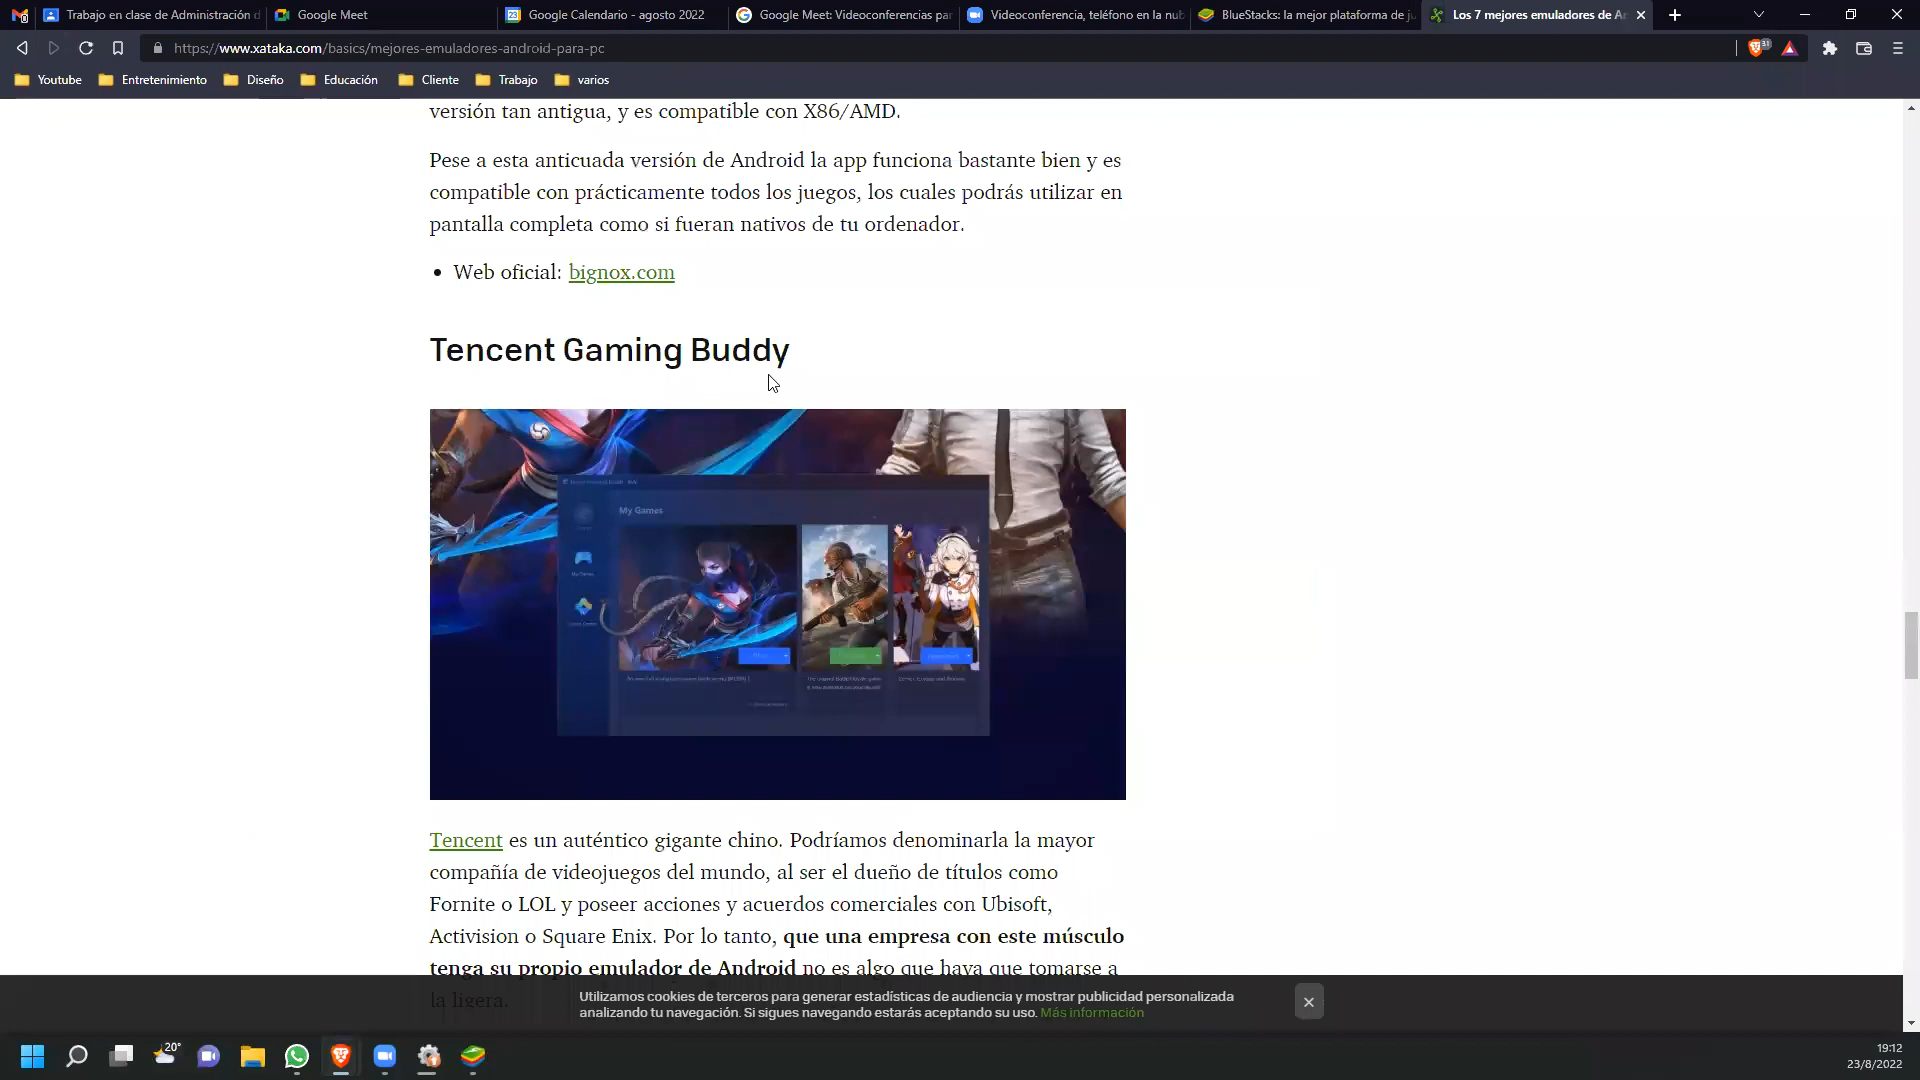 Trabajo en clase de Administración d
Google Meet
23
Google Calendario - agosto 2022
Google Meet: Videoconferencias par
Videoconferencia, teléfono en la nub
BlueStacks: la mejor plataforma de ju
Los 7 mejores emuladores de An
https://www.xataka.com/basics/mejores-emuladores-android-para-pc
31
Youtube
Entretenimiento
Diseño
Educación
Cliente
Trabajo
varios
versión tan antigua, y es compatible con X86/AMD.
Pese a esta anticuada versión de Android la app funciona bastante bien y es
compatible con prácticamente todos los juegos, los cuales podrás utilizar en
pantalla completa como si fueran nativos de tu ordenador.
• Web oficial: bignox.com
Tencent Gaming Buddy
My Games
Tencent es un auténtico gigante chino. Podríamos denominarla la mayor
compañía de videojuegos del mundo, al ser el dueño de títulos como
Fornite o LOL y poseer acciones y acuerdos comerciales con Ubisoft,
Activision o Square Enix. Por lo tanto, que una empresa con este músculo
tenga su propio emulador de Android no es algo que haya que tomarse a
la ligera.
Utilizamos cookies de terceros para generar estadísticas de audiencia y mostrar publicidad personalizada
analizando tu navegación. Si sigues navegando estarás aceptando su uso. Más información
20°
19:12
23/8/2022